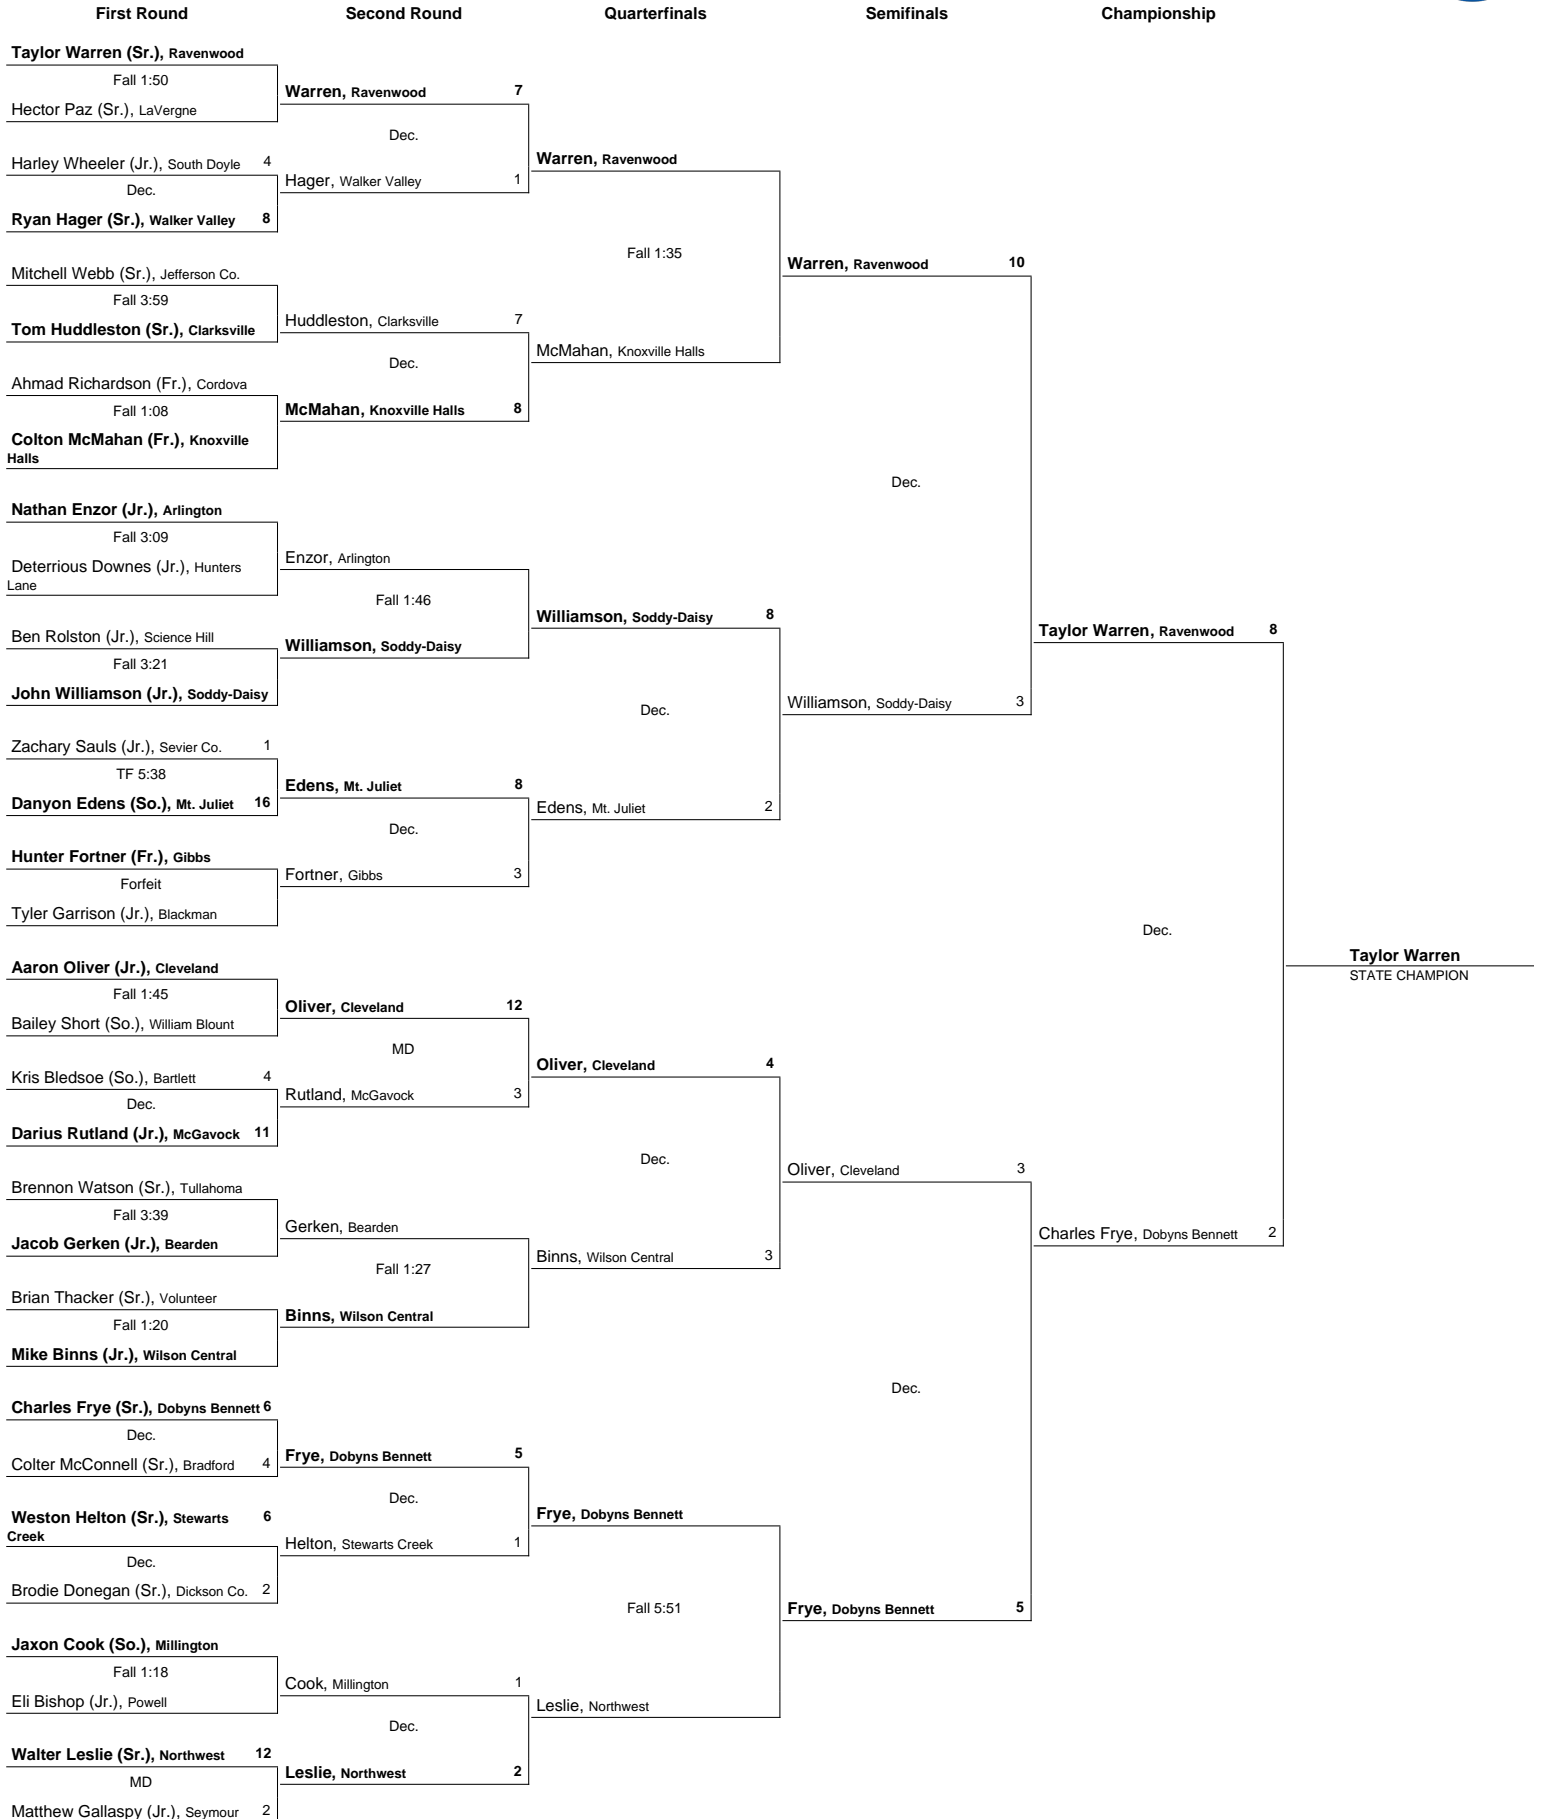 First Round
Second Round
Quarterfinals
Semifinals
Championship
Taylor Warren (Sr.), Ravenwood
Fall 1:50
Hector Paz (Sr.), LaVergne
Harley Wheeler (Jr.), South Doyle 4
Dec.
Ryan Hager (Sr.), Walker Valley 8
Mitchell Webb (Sr.), Jefferson Co.
Fall 3:59
Tom Huddleston (Sr.), Clarksville
Ahmad Richardson (Fr.), Cordova
Fall 1:08
Colton McMahan (Fr.), Knoxville
Halls
Nathan Enzor (Jr.), Arlington
Fall 3:09
Deterrious Downes (Jr.), Hunters
Lane
Ben Rolston (Jr.), Science Hill
Fall 3:21
John Williamson (Jr.), Soddy-Daisy
Zachary Sauls (Jr.), Sevier Co. 1
TF 5:38
Danyon Edens (So.), Mt. Juliet 16
Hunter Fortner (Fr.), Gibbs
Forfeit
Tyler Garrison (Jr.), Blackman
Aaron Oliver (Jr.), Cleveland
Fall 1:45
Bailey Short (So.), William Blount
Kris Bledsoe (So.), Bartlett 4
Dec.
Darius Rutland (Jr.), McGavock 11
Brennon Watson (Sr.), Tullahoma
Fall 3:39
Jacob Gerken (Jr.), Bearden
Brian Thacker (Sr.), Volunteer
Fall 1:20
Mike Binns (Jr.), Wilson Central
Charles Frye (Sr.), Dobyns Bennett 6
Dec.
Colter McConnell (Sr.), Bradford 4
Weston Helton (Sr.), Stewarts 6
Creek
Dec.
Brodie Donegan (Sr.), Dickson Co. 2
Jaxon Cook (So.), Millington
Fall 1:18
Eli Bishop (Jr.), Powell
Walter Leslie (Sr.), Northwest 12
MD
Matthew Gallaspy (Jr.), Seymour 2
Warren, Ravenwood 7
Dec.
Hager, Walker Valley 1
Huddleston, Clarksville 7
Dec.
McMahan, Knoxville Halls 8
Enzor, Arlington
Fall 1:46
Williamson, Soddy-Daisy
Edens, Mt. Juliet 8
Dec.
Fortner, Gibbs 3
Oliver, Cleveland 12
MD
Rutland, McGavock 3
Gerken, Bearden
Fall 1:27
Binns, Wilson Central
Frye, Dobyns Bennett 5
Dec.
Helton, Stewarts Creek 1
Cook, Millington 1
Dec.
Leslie, Northwest 2
Warren, Ravenwood
Fall 1:35
McMahan, Knoxville Halls
Williamson, Soddy-Daisy 8
Dec.
Edens, Mt. Juliet 2
Oliver, Cleveland 4
Dec.
Binns, Wilson Central 3
Frye, Dobyns Bennett
Fall 5:51
Leslie, Northwest
Warren, Ravenwood 10
Dec.
Williamson, Soddy-Daisy 3
Oliver, Cleveland 3
Dec.
Frye, Dobyns Bennett 5
Taylor Warren, Ravenwood 8
Dec.
Charles Frye, Dobyns Bennett 2
Taylor Warren
STATE CHAMPION